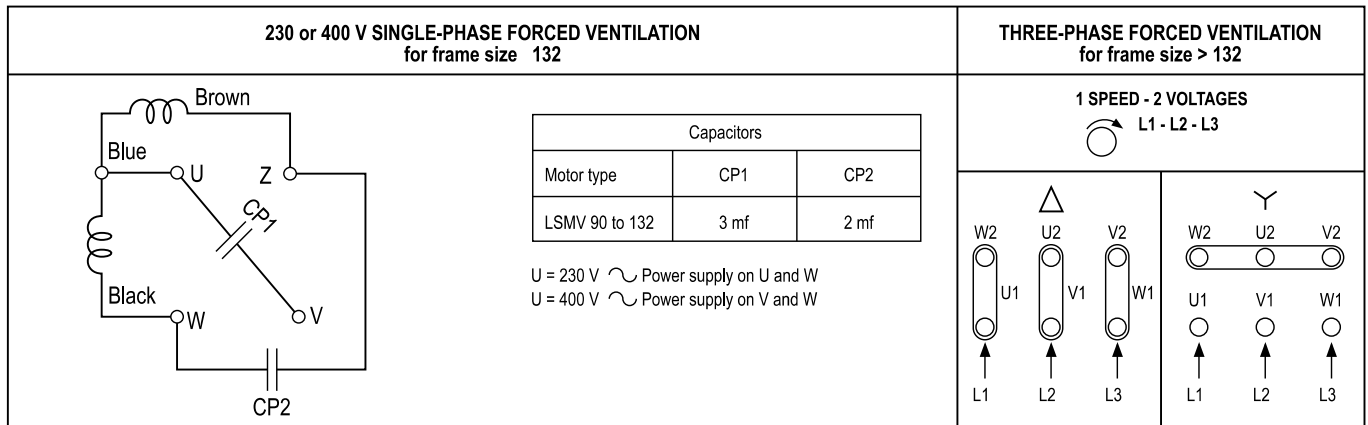 230 or 400 V SINGLE-PHASE FORCED VENTILATION
for frame size 132
THREE-PHASE FORCED VENTILATION
for frame size > 132
Brown
Blue
U
Z
CP1
Black
W
V
CP2
Capacitors
Motor type CP1 CP2
LSMV 90 to 132 3 mf 2 mf
U = 230 V Power supply on U and W
U = 400 V Power supply on V and W
1 SPEED - 2 VOLTAGES
L1 - L2 - L3
W2 U2 V2
U1 V1 W1
L1 L2 L3
W2 U2 V2
U1 V1 W1
L1 L2 L3